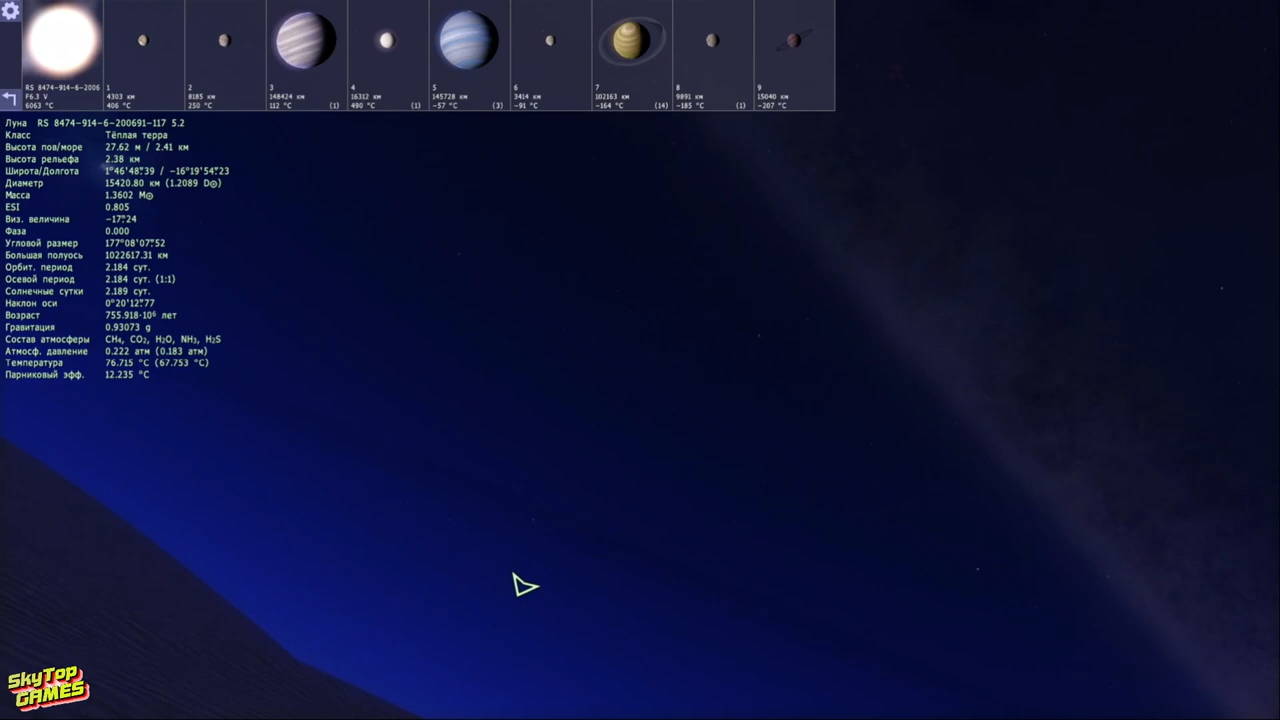 RS 8474-914-6-2006
F6.3 V
6063 °C
1
4303 км
406 °C
2
8185 км
250 °C
3
148424 км
112 °C (1)
4
16312 км
490 °C (1)
5
145728 км
-57 °C (3)
6
3414 км
-91 °C
7
102163 км
-164 °C (14)
8
9891 км
-185 °C (1)
9
15040 км
-207 °C
Луна RS 8474-914-6-200691-117 5.2
Класс Тёплая терра
Высота пов/море 27.62 м / 2.41 км
Высота рельефа 2.38 км
Широта/Долгота 1°46'48"39 / -16°19'54"23
Диаметр 15420.80 км (1.2089 D⊙)
Масса 1.3602 M⊙
ESI 0.805
Виз. величина -17.24
Фаза 0.000
Угловой размер 177°08'07"52
Большая полуось 1022617.31 км
Орбит. период 2.184 сут.
Осевой период 2.184 сут. (1:1)
Солнечные сутки 2.189 сут.
Наклон оси 0°20'12"77
Возраст 755.918·10⁶ лет
Гравитация 0.93073 g
Состав атмосферы CH₄, CO₂, H₂O, NH₃, H₂S
Атмосф. давление 0.222 атм (0.183 атм)
Температура 76.715 °C (67.753 °C)
Парниковый эфф. 12.235 °C
SkyTop
GAMES